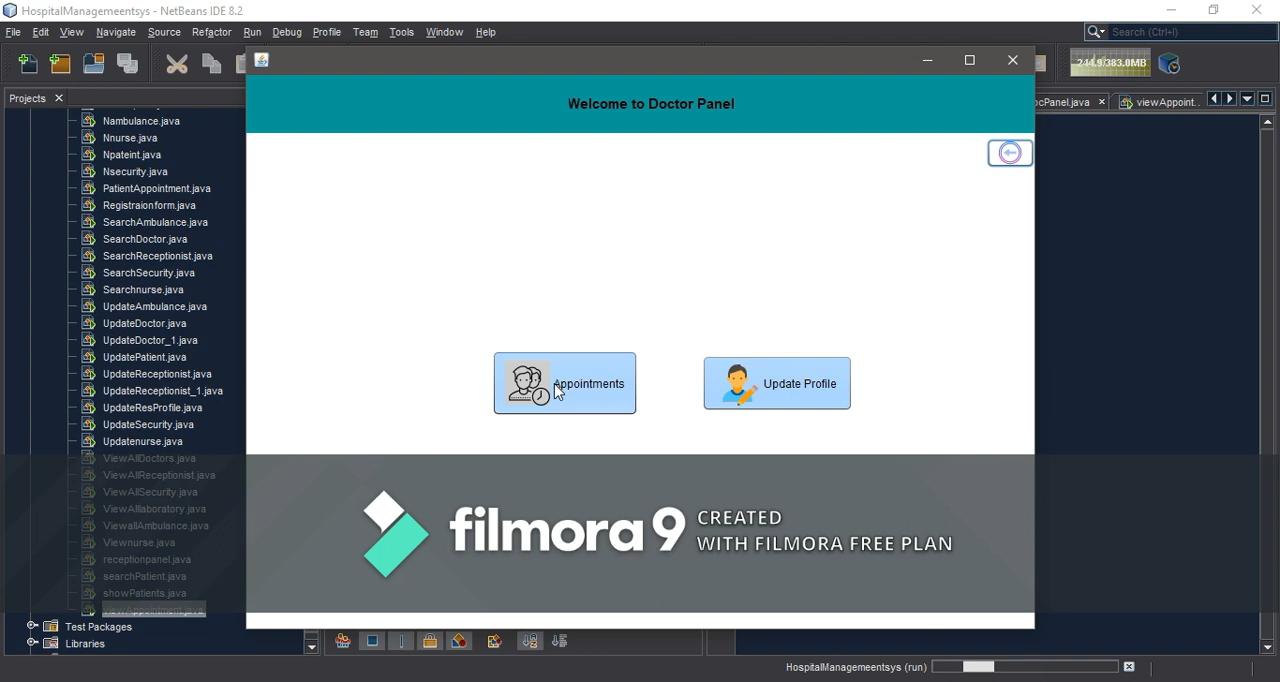 HospitalManagemeentsys - NetBeans IDE 8.2
File Edit View Navigate Source Refactor Run Debug Profile Team Tools Window Help
Search (Ctrl+I)
244.9/383.0MB
Projects
ocPanel.java
viewAppoint..
Welcome to Doctor Panel
Nambulance.java
Nnurse.java
Npateint.java
Nsecurity.java
PatientAppointment.java
Registraionform.java
SearchAmbulance.java
SearchDoctor.java
SearchReceptionist.java
SearchSecurity.java
Searchnurse.java
UpdateAmbulance.java
UpdateDoctor.java
UpdateDoctor_1.java
UpdatePatient.java
UpdateReceptionist.java
UpdateReceptionist_1.java
UpdateResProfile.java
UpdateSecurity.java
Updatenurse.java
ViewAllDoctors.java
ViewAllReceptionist.java
ViewAllSecurity.java
ViewAlllaboratory.java
ViewallAmbulance.java
Viewnurse.java
receptionpanel.java
searchPatient.java
showPatients.java
viewAppointment.java
Test Packages
Libraries
Appointments
Update Profile
filmora 9
CREATED
WITH FILMORA FREE PLAN
HospitalManagemeentsys (run)